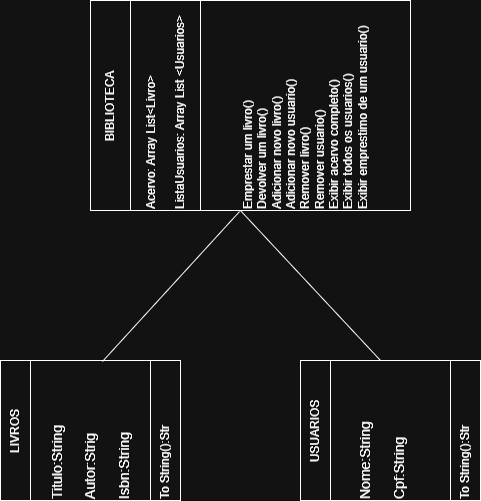 BIBLIOTECA
Acervo: Array List<Livro>
ListaUsuarios: Array List <Usuarios>
Emprestar um livro()
Devolver um livro()
Adicionar novo livro()
Adicionar novo usuario()
Remover livro()
Remover usuario()
Exibir acervo completo()
Exibir todos os usuarios()
Exibir emprestimo de um usuario()
LIVROS
Titulo:String
Autor:Strig
Isbn:String
To String():Str
USUARIOS
Nome:String
Cpf:String
To String():Str